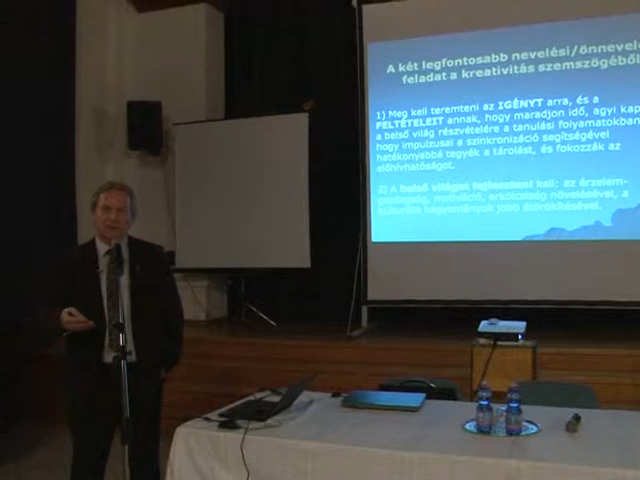 A két legfontosabb nevelési/önnevelé
feladat a kreativitás szemszögéből
1) Meg kell teremteni az IGÉNYT arra, és a
FELTÉTELEIT annak, hogy maradjon idő, agyi kap
a belső világ részvételére a tanulási folyamatokban
hogy impulzusai a szinkronizáció segítségével
hatékonyabbá tegyék a tárolást, és fokozzák az
előhívhatóságot.
2) A belső világot fejleszteni kell: az érzelem-
gazdagság, motiváció, erkölcsiség növelésével, a
kulturális hagyományok jobb átörökítésével.